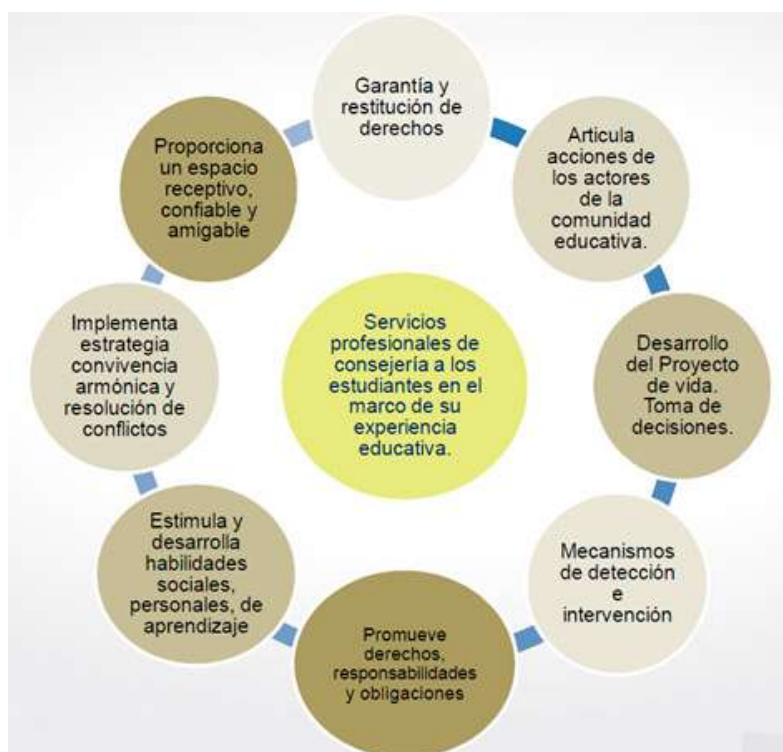 Garantía y
restitución de
derechos
Articula
acciones de
los actores
de la
comunidad
educativa.
Desarrollo
del Proyecto
de vida.
Toma de
decisiones.
Mecanismos
de detección
e
intervención
Promueve
derechos,
responsabilidades
y obligaciones
Estimula y
desarrolla
habilidades
sociales,
personales, de
aprendizaje
Implementa
estrategia
convivencia
armónica y
resolución de
conflictos
Proporciona
un espacio
receptivo,
confiable y
amigable
Servicios
profesionales de
consejería a los
estudiantes en el
marco de su
experiencia
educativa.